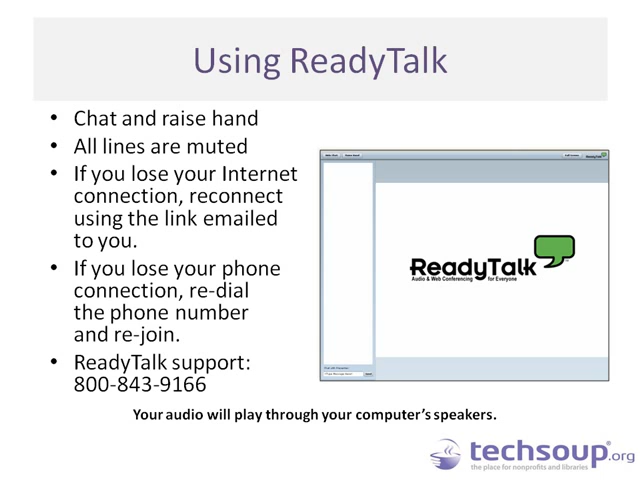 Using ReadyTalk
• Chat and raise hand
• All lines are muted
• If you lose your Internet
connection, reconnect
using the link emailed
to you.
• If you lose your phone
connection, re-dial
the phone number
and re-join.
• ReadyTalk support:
800-843-9166
ReadyTalk
Audio & Web Conferencing for Everyone
Your audio will play through your computer's speakers.
techsoup.org
the place for nonprofits and libraries